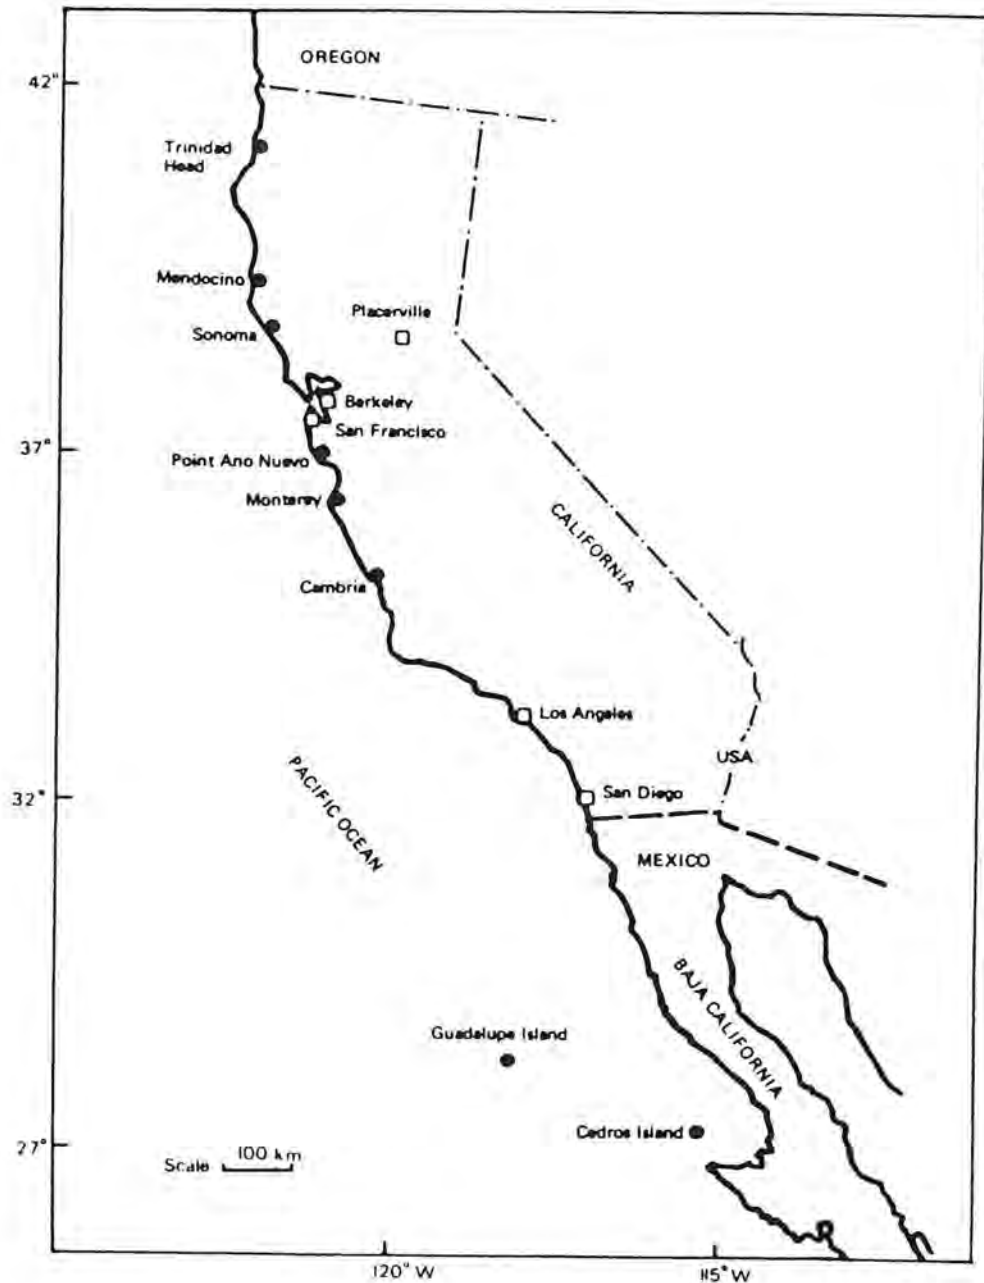 OREGON
42°
Trinidad
Head
Mendocino
Placerville
Sonoma
Berkeley
San Francisco
37°
Point Ano Nuevo
Monterey
CALIFORNIA
Cambria
Los Angeles
USA
PACIFIC OCEAN
San Diego
32°
MEXICO
BAJA CALIFORNIA
Guadalupe Island
Cedros Island
27°
100 km
Scale
120° W
115° W